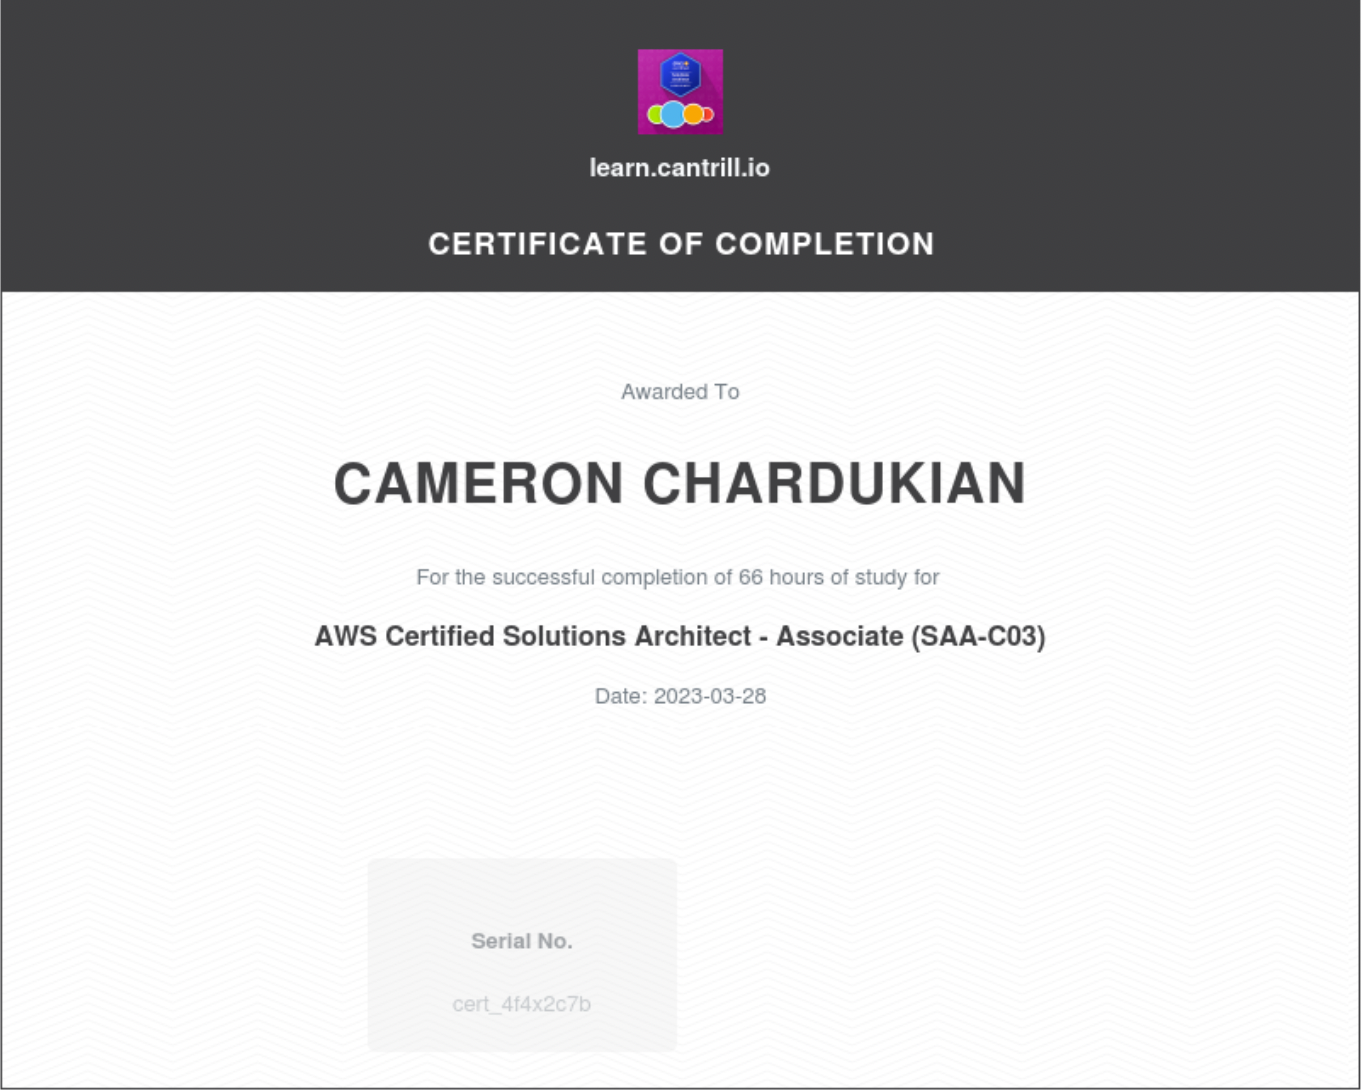 learn.cantrill.io
CERTIFICATE OF COMPLETION
Awarded To
CAMERON CHARDUKIAN
For the successful completion of 66 hours of study for
AWS Certified Solutions Architect - Associate (SAA-C03)
Date: 2023-03-28
Serial No.
cert_4f4x2c7b